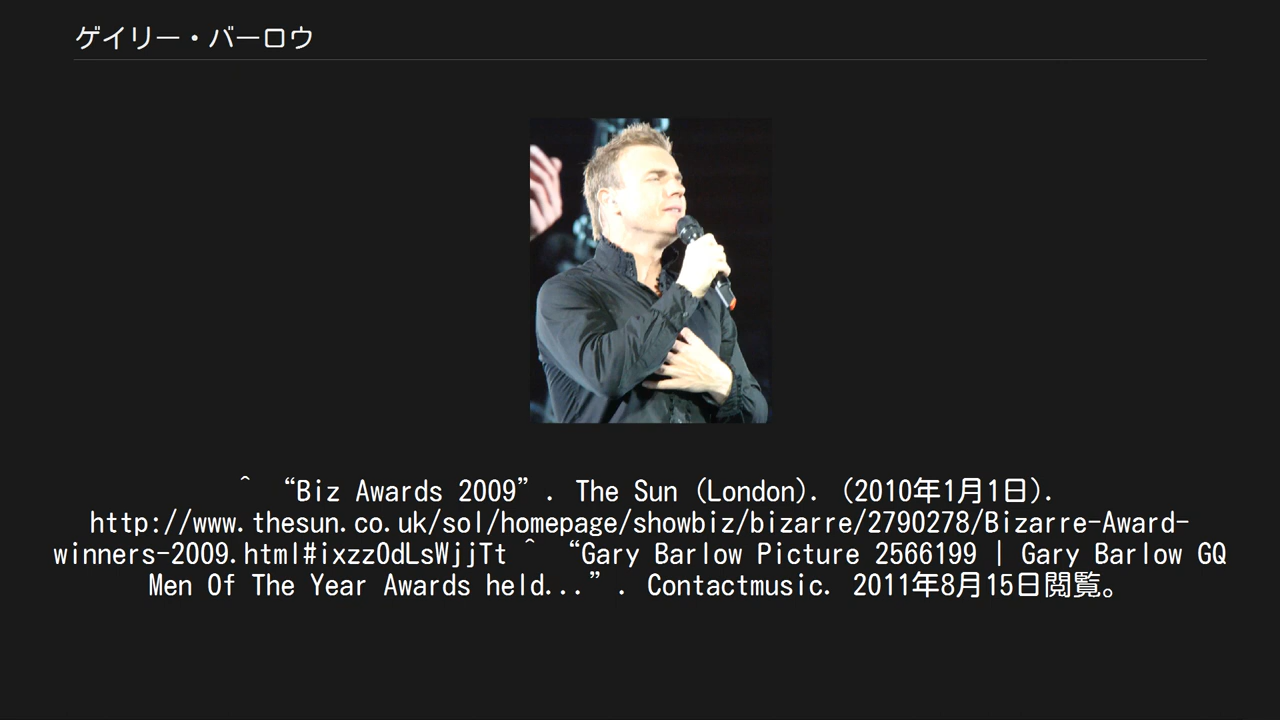 ゲイリー・バーロウ
^ “Biz Awards 2009”. The Sun (London). (2010年1月1日).
http://www.thesun.co.uk/sol/homepage/showbiz/bizarre/2790278/Bizarre-Award-
winners-2009.html#ixzz0dLsWjjTt ^ “Gary Barlow Picture 2566199 | Gary Barlow GQ
Men Of The Year Awards held...”. Contactmusic. 2011年8月15日閲覧。